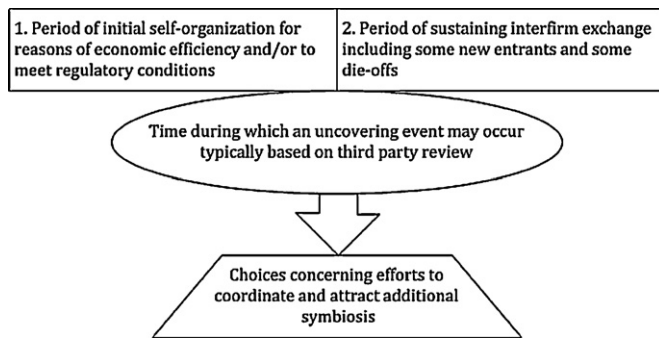 1. Period of initial self-organization for
reasons of economic efficiency and/or to
meet regulatory conditions
2. Period of sustaining interfirm exchange
including some new entrants and some
die-offs
Time during which an uncovering event may occur
typically based on third party review
Choices concerning efforts to
coordinate and attract additional
symbiosis